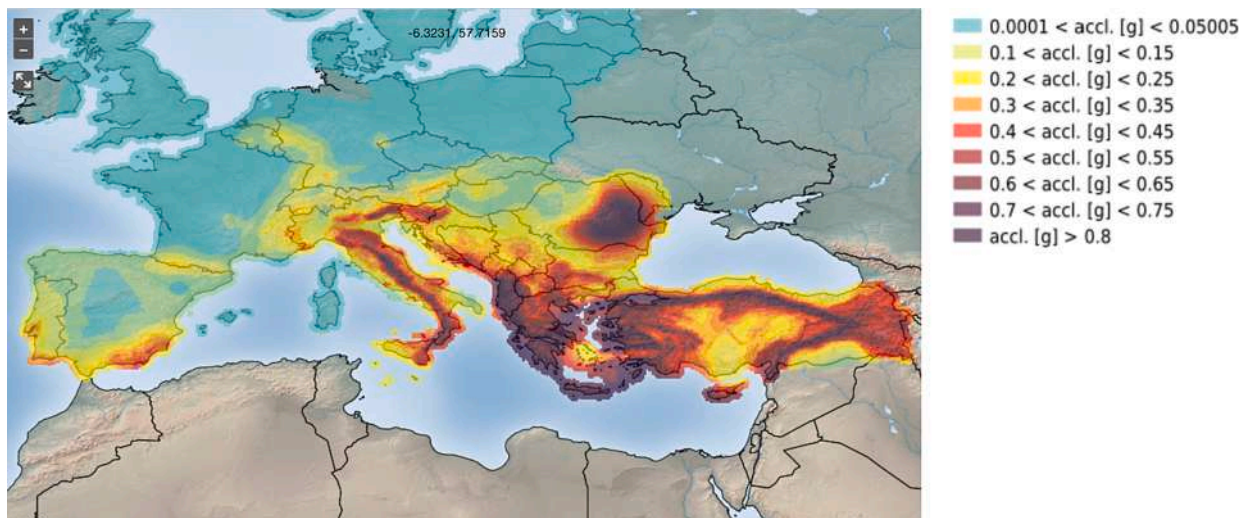 +
−
-6.3231, 57.7159
0.0001 < accl. [g] < 0.05005
0.1 < accl. [g] < 0.15
0.2 < accl. [g] < 0.25
0.3 < accl. [g] < 0.35
0.4 < accl. [g] < 0.45
0.5 < accl. [g] < 0.55
0.6 < accl. [g] < 0.65
0.7 < accl. [g] < 0.75
accl. [g] > 0.8